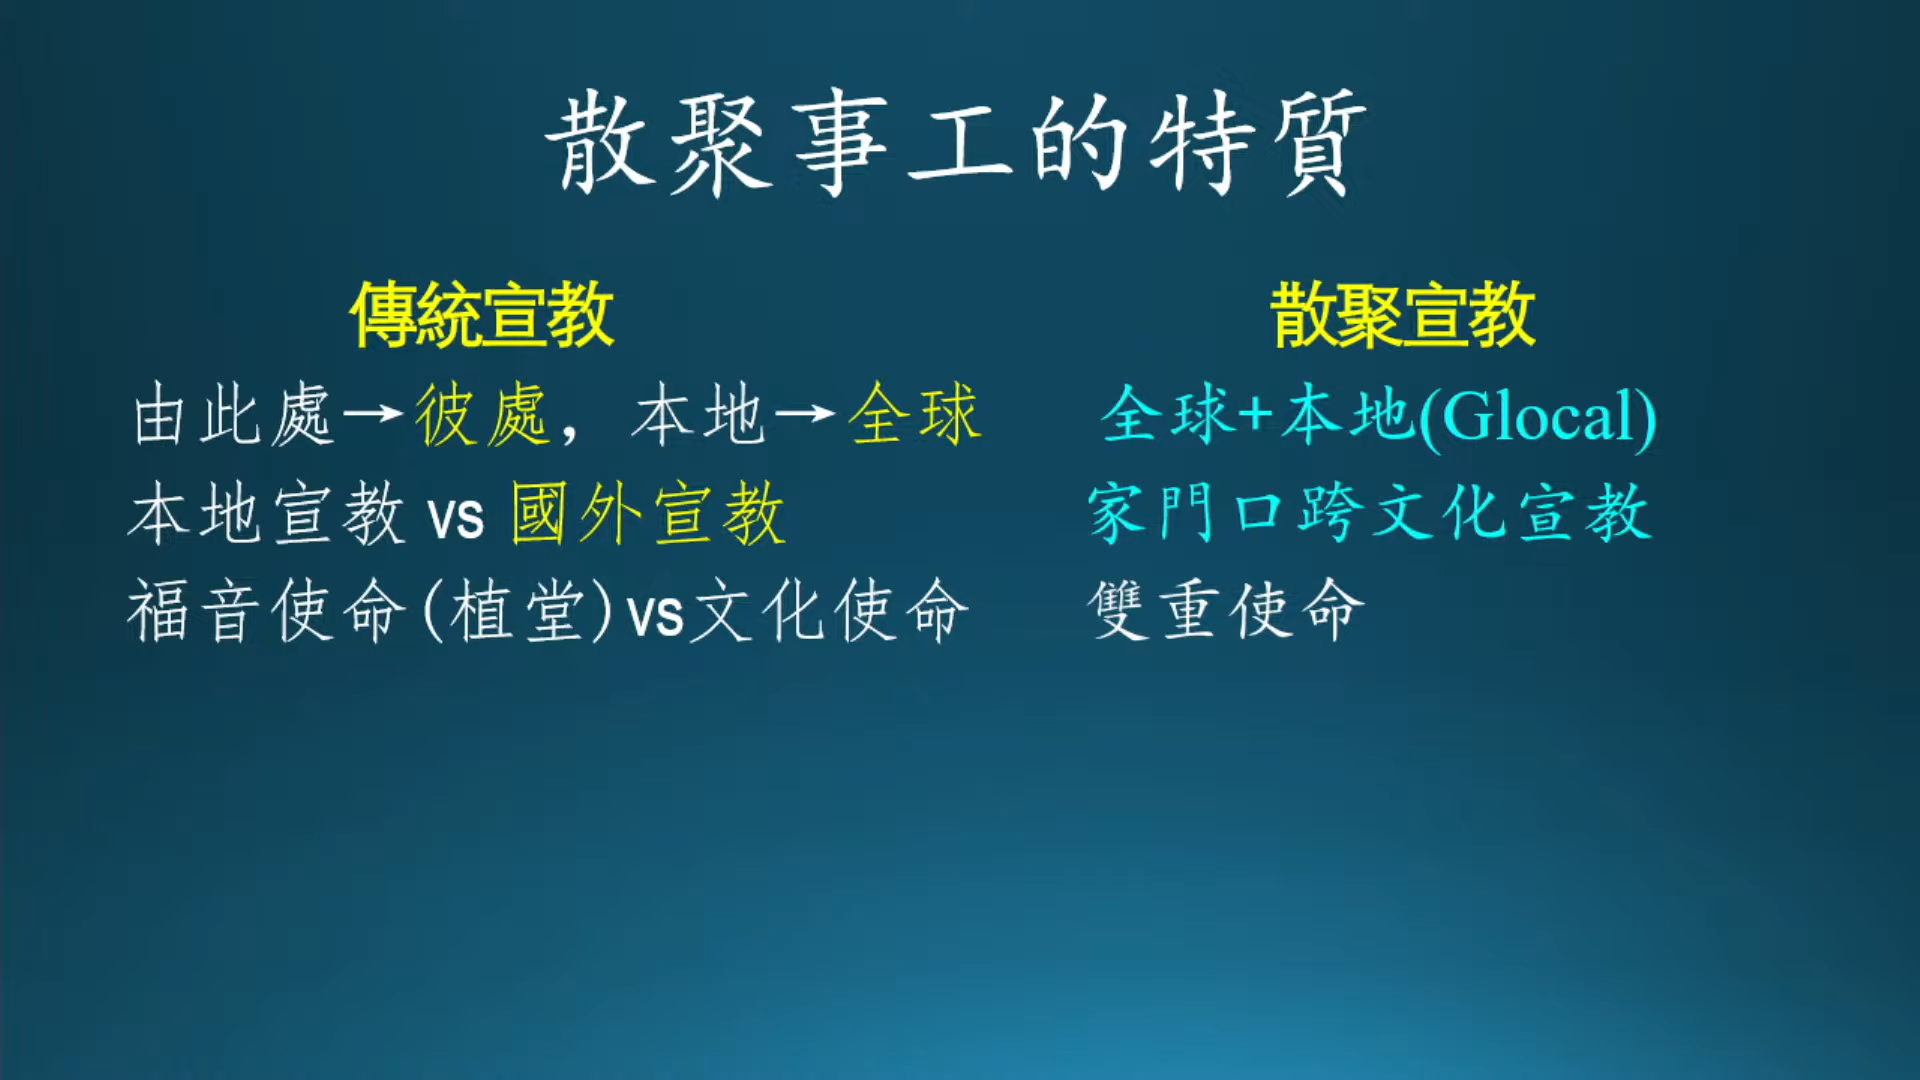 散聚事工的特質
傳統宣教
由此處→彼處，本地→全球
本地宣教 vs 國外宣教
福音使命(植堂)vs文化使命
散聚宣教
全球+本地(Glocal)
家門口跨文化宣教
雙重使命